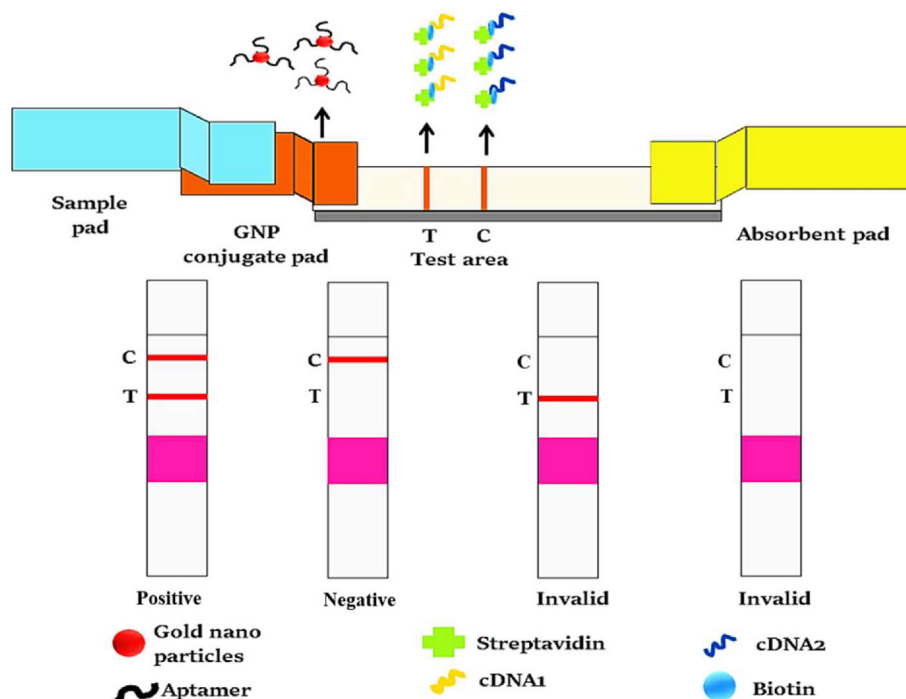 Sample
pad
GNP
conjugate pad
T C
Test area
Absorbent pad
C
T
C
T
C
T
C
T
Positive
Negative
Invalid
Invalid
Gold nano
particles
Streptavidin
cDNA2
Aptamer
cDNA1
Biotin